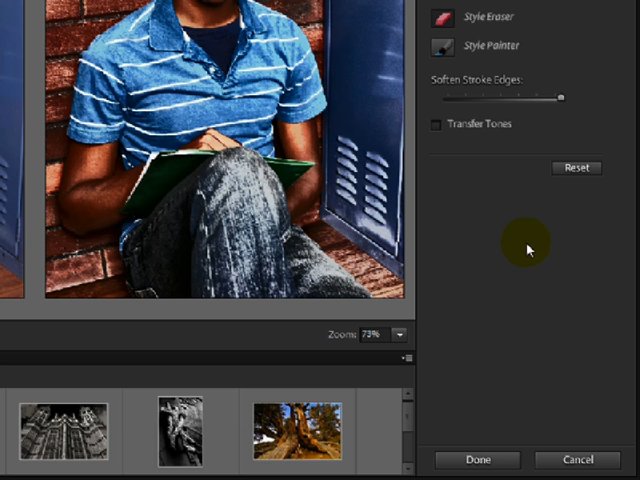 Style Eraser
Style Painter
Soften Stroke Edges:
Transfer Tones
Reset
Zoom: 73%
Done
Cancel